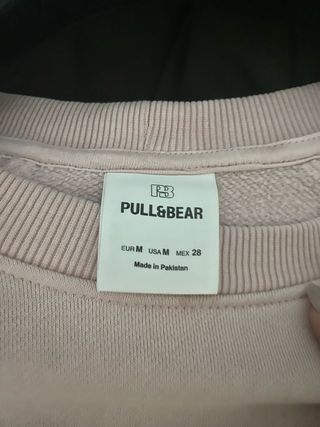 PB
PULL&BEAR
EUR M USA M MEX 28
Made in Pakistan